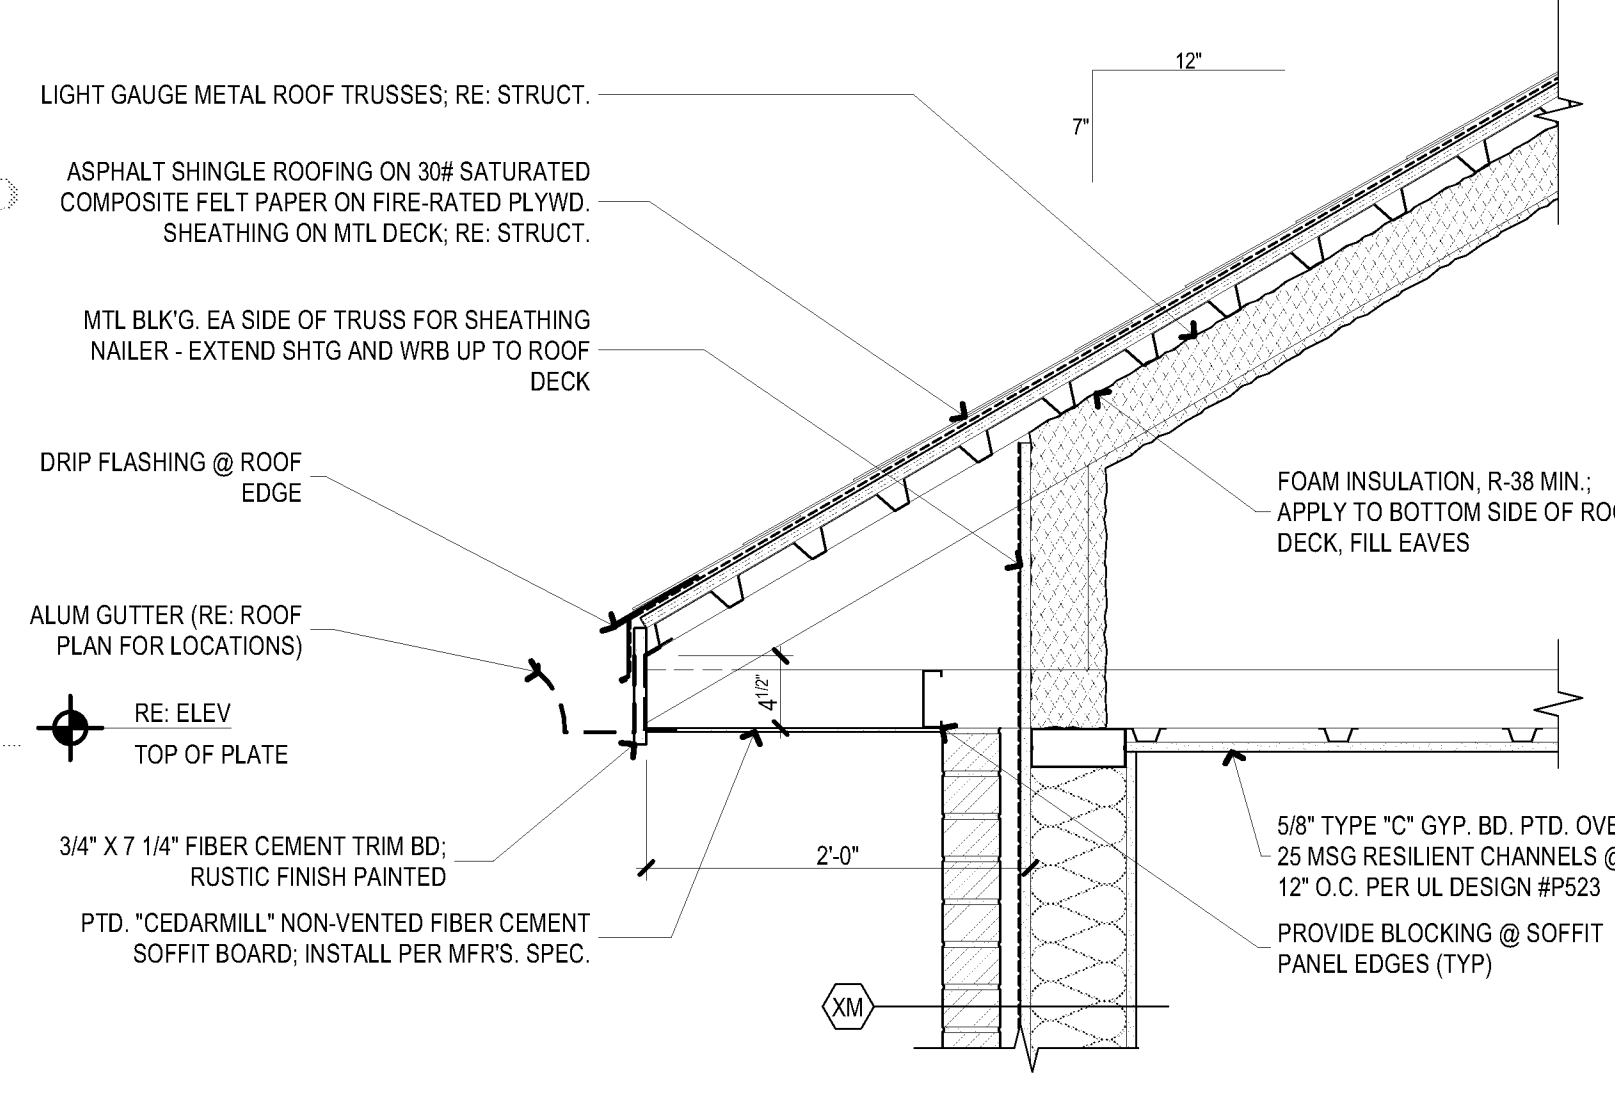 12"
7"
LIGHT GAUGE METAL ROOF TRUSSES; RE: STRUCT.
ASPHALT SHINGLE ROOFING ON 30# SATURATED
COMPOSITE FELT PAPER ON FIRE-RATED PLYWD.
SHEATHING ON MTL DECK; RE: STRUCT.
MTL BLK'G. EA SIDE OF TRUSS FOR SHEATHING
NAILER - EXTEND SHTG AND WRB UP TO ROOF
DECK
DRIP FLASHING @ ROOF
EDGE
ALUM GUTTER (RE: ROOF
PLAN FOR LOCATIONS)
RE: ELEV
TOP OF PLATE
3/4" X 7 1/4" FIBER CEMENT TRIM BD;
RUSTIC FINISH PAINTED
PTD. "CEDARMILL" NON-VENTED FIBER CEMENT
SOFFIT BOARD; INSTALL PER MFR'S. SPEC.
4 1/2"
2'-0"
XM
FOAM INSULATION, R-38 MIN.;
APPLY TO BOTTOM SIDE OF
DECK, FILL EAVES
5/8" TYPE "C" GYP. BD. PTD.
25 MSG RESILIENT CHANNELS @
12" O.C. PER UL DESIGN #P523
PROVIDE BLOCKING @ SOFFIT
PANEL EDGES (TYP)